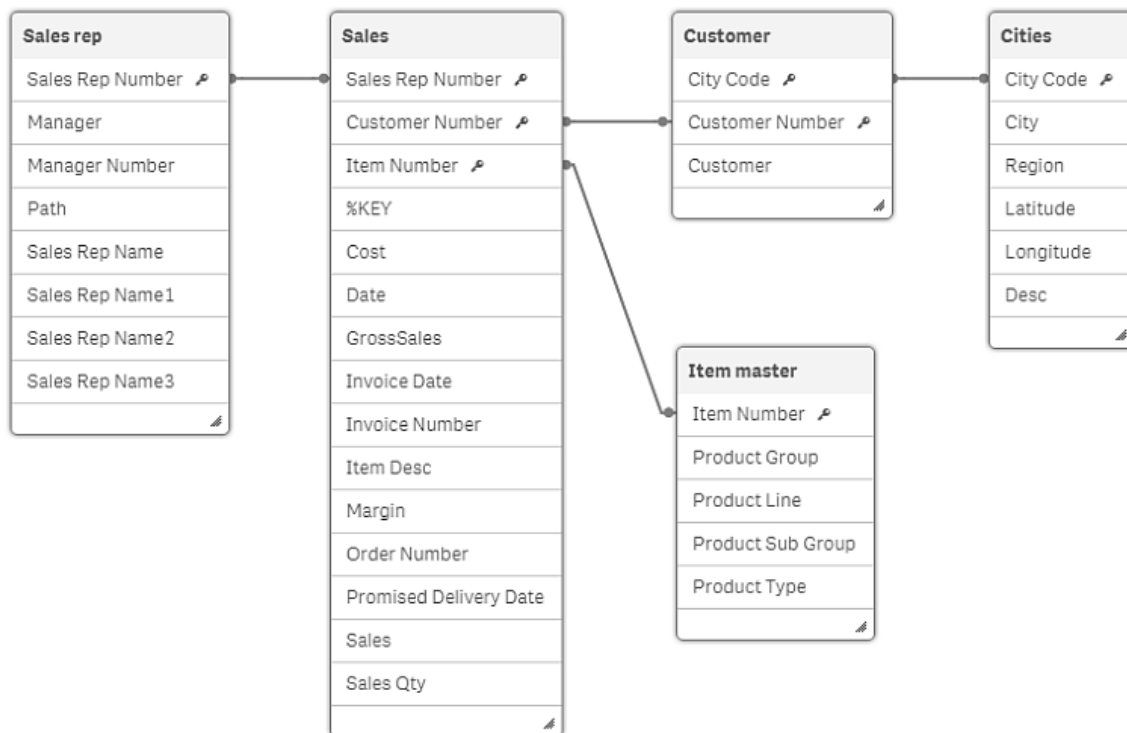 Sales rep
Sales Rep Number
Manager
Manager Number
Path
Sales Rep Name
Sales Rep Name1
Sales Rep Name2
Sales Rep Name3
Sales
Sales Rep Number
Customer Number
Item Number
%KEY
Cost
Date
GrossSales
Invoice Date
Invoice Number
Item Desc
Margin
Order Number
Promised Delivery Date
Sales
Sales Qty
Customer
City Code
Customer Number
Customer
Item master
Item Number
Product Group
Product Line
Product Sub Group
Product Type
Cities
City Code
City
Region
Latitude
Longitude
Desc